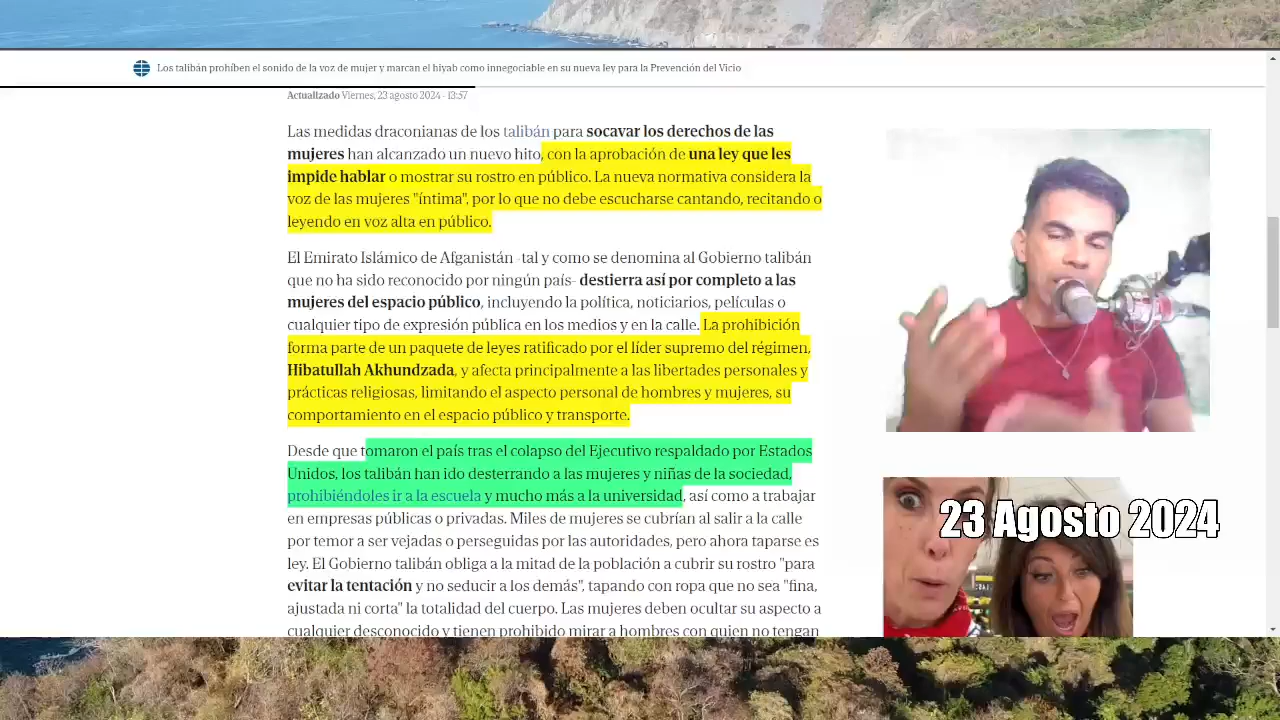 Los talibán prohíben el sonido de la voz de mujer y marcan el hiyab como innegociable en su nueva ley para la Prevención del Vicio
Actualizado Viernes, 23 agosto 2024 - 13:57
Las medidas draconianas de los talibán para socavar los derechos de las
mujeres han alcanzado un nuevo hito, con la aprobación de una ley que les
impide hablar o mostrar su rostro en público. La nueva normativa considera la
voz de las mujeres "íntima", por lo que no debe escucharse cantando, recitando o
leyendo en voz alta en público.
El Emirato Islámico de Afganistán -tal y como se denomina al Gobierno talibán
que no ha sido reconocido por ningún país- destierra así por completo a las
mujeres del espacio público, incluyendo la política, noticiarios, películas o
cualquier tipo de expresión pública en los medios y en la calle. La prohibición
forma parte de un paquete de leyes ratificado por el líder supremo del régimen,
Hibatullah Akhundzada, y afecta principalmente a las libertades personales y
prácticas religiosas, limitando el aspecto personal de hombres y mujeres, su
comportamiento en el espacio público y transporte.
Desde que tomaron el país tras el colapso del Ejecutivo respaldado por Estados
Unidos, los talibán han ido desterrando a las mujeres y niñas de la sociedad,
prohibiéndoles ir a la escuela y mucho más a la universidad, así como a trabajar
en empresas públicas o privadas. Miles de mujeres se cubrían al salir a la calle
por temor a ser vejadas o perseguidas por las autoridades, pero ahora taparse es
ley. El Gobierno talibán obliga a la mitad de la población a cubrir su rostro "para
evitar la tentación y no seducir a los demás", tapando con ropa que no sea "fina,
ajustada ni corta" la totalidad del cuerpo. Las mujeres deben ocultar su aspecto a
cualquier desconocido y tienen prohibido mirar a hombres con quien no tengan
23 Agosto 2024